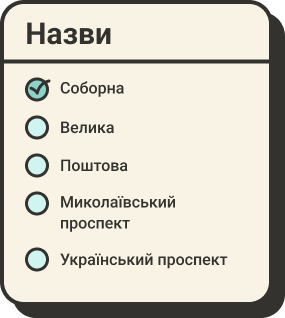 Назви
Соборна
Велика
Поштова
Миколаївський
проспект
Український проспект